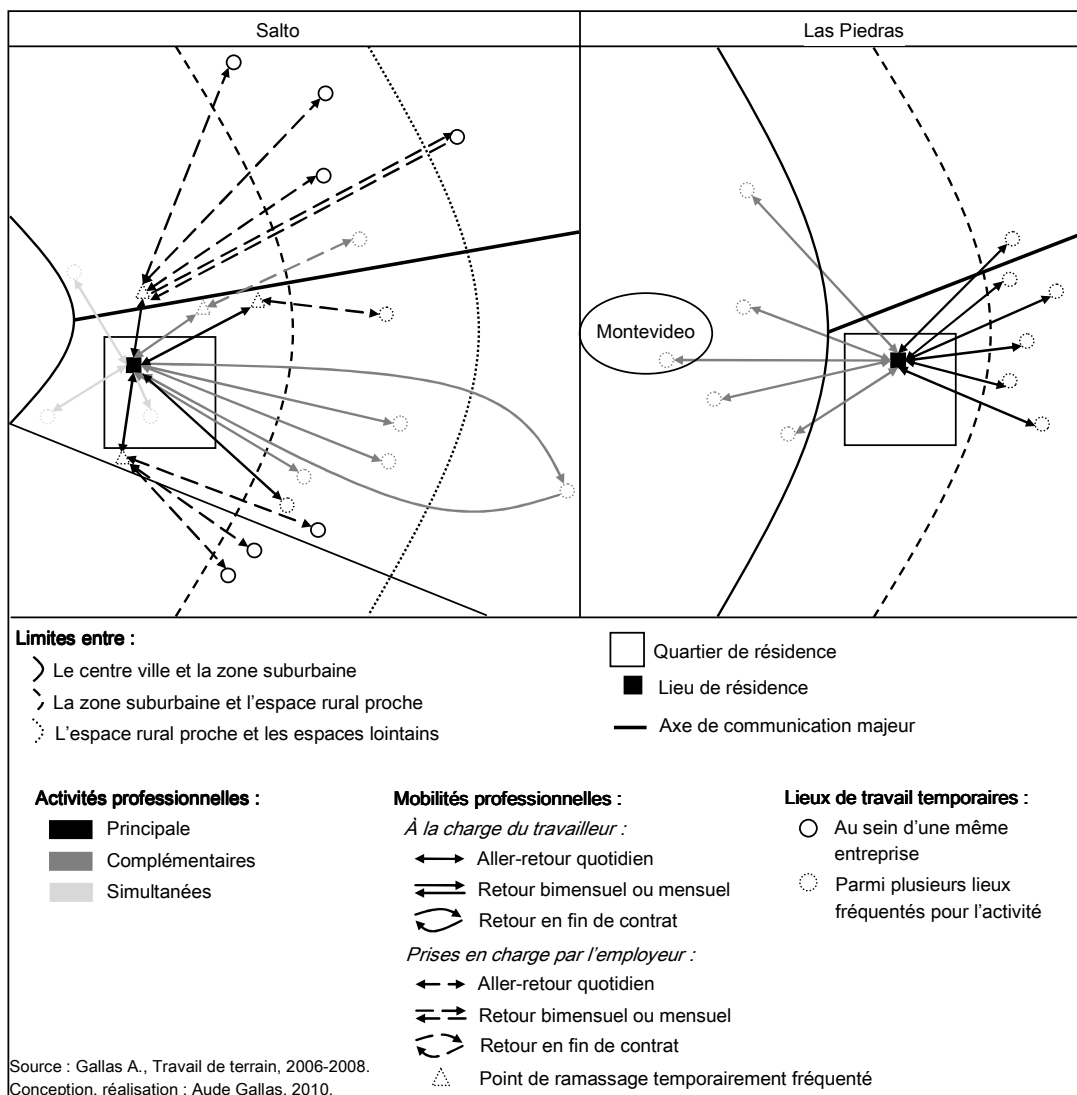 Salto
Las Piedras
Montevideo
Limites entre :
Le centre ville et la zone suburbaine
La zone suburbaine et l'espace rural proche
L'espace rural proche et les espaces lointains
Quartier de résidence
Lieu de résidence
Axe de communication majeur
Activités professionnelles :
Principale
Complémentaires
Simultanées
Mobilités professionnelles :
À la charge du travailleur :
Aller-retour quotidien
Retour bimensuel ou mensuel
Retour en fin de contrat
Prises en charge par l'employeur :
Aller-retour quotidien
Retour bimensuel ou mensuel
Retour en fin de contrat
Point de ramassage temporairement fréquenté
Lieux de travail temporaires :
Au sein d'une même
entreprise
Parmi plusieurs lieux
fréquentés pour l'activité
Source : Gallas A., Travail de terrain, 2006-2008.
Conception, réalisation : Aude Gallas, 2010.